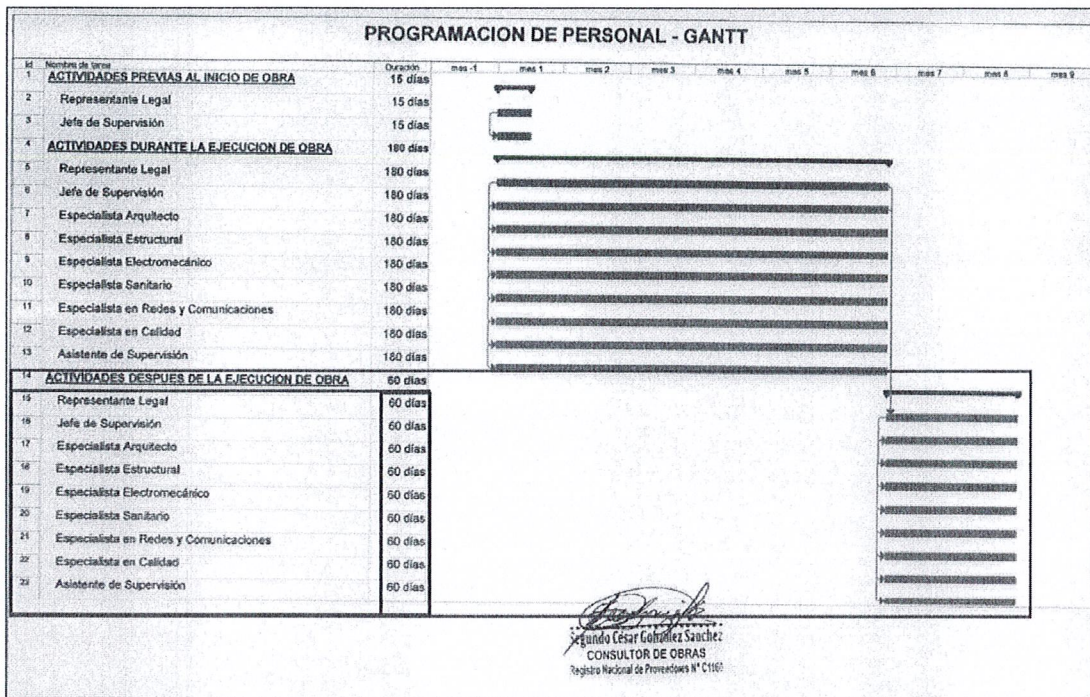 PROGRAMACION DE PERSONAL - GANTT
Id Nombre de tarea Duración mes -1 mes 1 mes 2 mes 3 mes 4 mes 5 mes 6 mes 7 mes 8 mes 9
1 ACTIVIDADES PREVIAS AL INICIO DE OBRA 15 días
2 Representante Legal 15 días
3 Jefe de Supervisión 15 días
4 ACTIVIDADES DURANTE LA EJECUCION DE OBRA 180 días
5 Representante Legal 180 días
6 Jefe de Supervisión 180 días
7 Especialista Arquitecto 180 días
8 Especialista Estructural 180 días
9 Especialista Electromecánico 180 días
10 Especialista Sanitario 180 días
11 Especialista en Redes y Comunicaciones 180 días
12 Especialista en Calidad 180 días
13 Asistente de Supervisión 180 días
14 ACTIVIDADES DESPUES DE LA EJECUCION DE OBRA 60 días
15 Representante Legal 60 días
16 Jefe de Supervisión 60 días
17 Especialista Arquitecto 60 días
18 Especialista Estructural 60 días
19 Especialista Electromecánico 60 días
20 Especialista Sanitario 60 días
21 Especialista en Redes y Comunicaciones 60 días
22 Especialista en Calidad 60 días
23 Asistente de Supervisión 60 días
Segundo César González Sanchez
CONSULTOR DE OBRAS
Registro Nacional de Proveedores N°